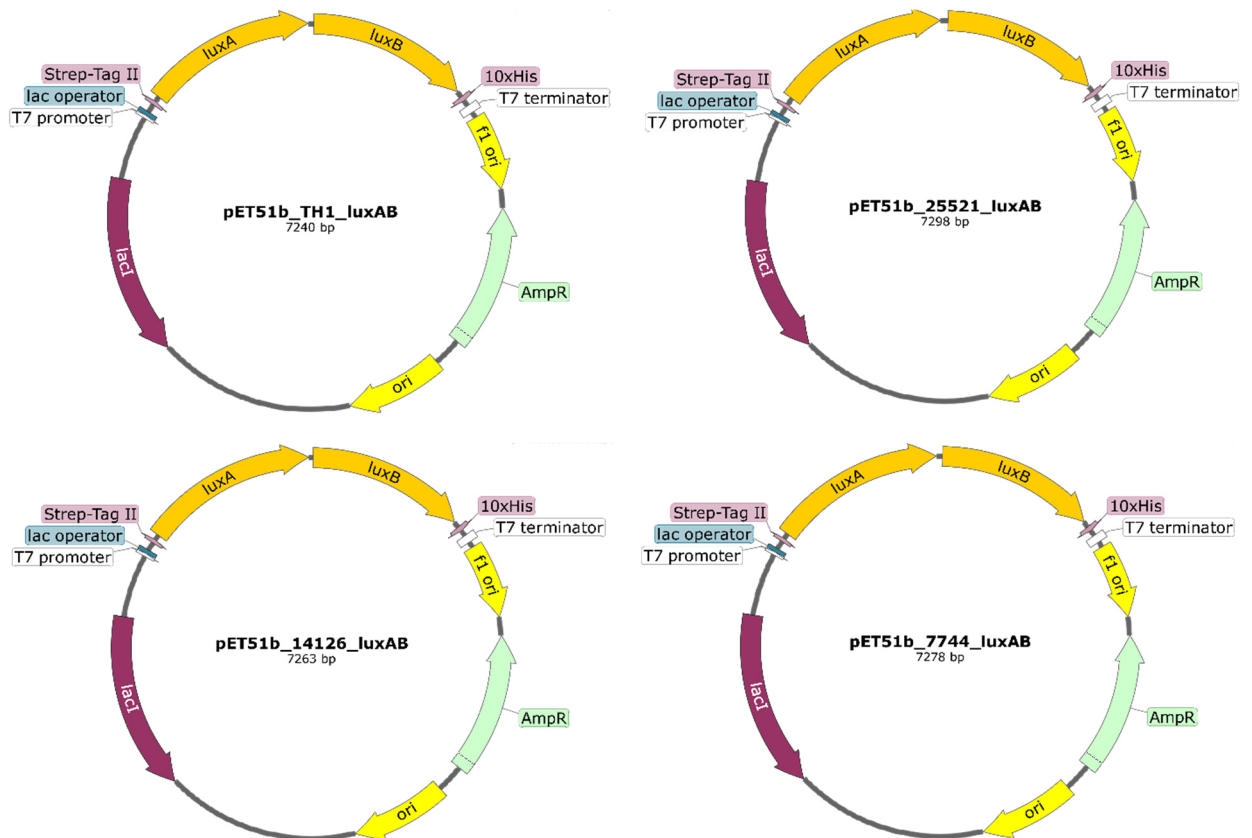 luxA
luxB
Strep-Tag II
lac operator
T7 promoter
10xHis
T7 terminator
f1 ori
pET51b_TH1_luxAB
7240 bp
lacI
AmpR
ori
luxA
luxB
Strep-Tag II
lac operator
T7 promoter
10xHis
T7 terminator
f1 ori
pET51b_25521_luxAB
7298 bp
lacI
AmpR
ori
luxA
luxB
Strep-Tag II
lac operator
T7 promoter
10xHis
T7 terminator
f1 ori
pET51b_14126_luxAB
7263 bp
lacI
AmpR
ori
luxA
luxB
Strep-Tag II
lac operator
T7 promoter
10xHis
T7 terminator
f1 ori
pET51b_7744_luxAB
7278 bp
lacI
AmpR
ori